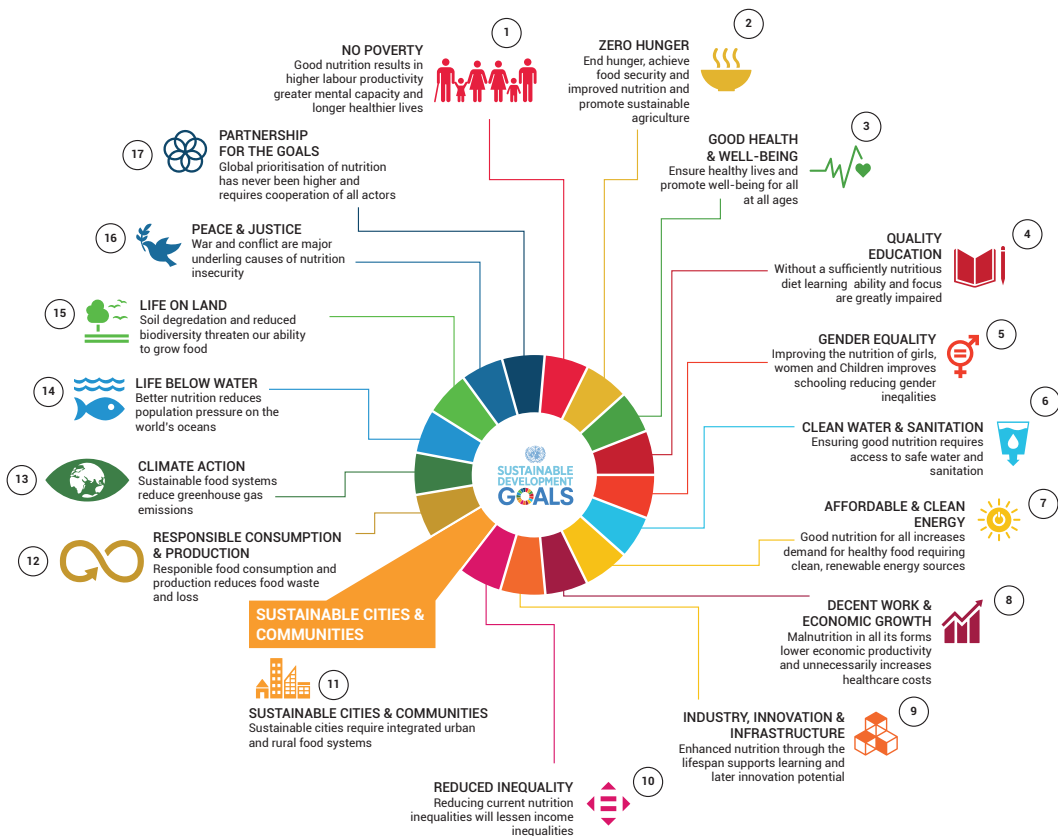 1
NO POVERTY
Good nutrition results in
higher labour productivity
greater mental capacity and
longer healthier lives
2
ZERO HUNGER
End hunger, achieve
food security and
improved nutrition and
promote sustainable
agriculture
3
GOOD HEALTH
& WELL-BEING
Ensure healthy lives and
promote well-being for all
at all ages
4
QUALITY
EDUCATION
Without a sufficiently nutritious
diet learning ability and focus
are greatly impaired
5
GENDER EQUALITY
Improving the nutrition of girls,
women and Children improves
schooling reducing gender
ineqalities
6
CLEAN WATER & SANITATION
Ensuring good nutrition requires
access to safe water and
sanitation
7
AFFORDABLE & CLEAN
ENERGY
Good nutrition for all increases
demand for healthy food requiring
clean, renewable energy sources
8
DECENT WORK &
ECONOMIC GROWTH
Malnutrition in all its forms
lower economic productivity
and unnecessarily increases
healthcare costs
9
INDUSTRY, INNOVATION &
INFRASTRUCTURE
Enhanced nutrition through the
lifespan supports learning and
later innovation potential
10
REDUCED INEQUALITY
Reducing current nutrition
inequalities will lessen income
inequalities
SUSTAINABLE CITIES &
COMMUNITIES
11
SUSTAINABLE CITIES & COMMUNITIES
Sustainable cities require integrated urban
and rural food systems
12
RESPONSIBLE CONSUMPTION
& PRODUCTION
Responible food consumption and
production reduces food waste
and loss
13
CLIMATE ACTION
Sustainable food systems
reduce greenhouse gas
emissions
14
LIFE BELOW WATER
Better nutrition reduces
population pressure on the
world's oceans
15
LIFE ON LAND
Soil degredation and reduced
biodiversity threaten our ability
to grow food
16
PEACE & JUSTICE
War and conflict are major
underling causes of nutrition
insecurity
17
PARTNERSHIP
FOR THE GOALS
Global prioritisation of nutrition
has never been higher and
requires cooperation of all actors
SUSTAINABLE
DEVELOPMENT
GOALS